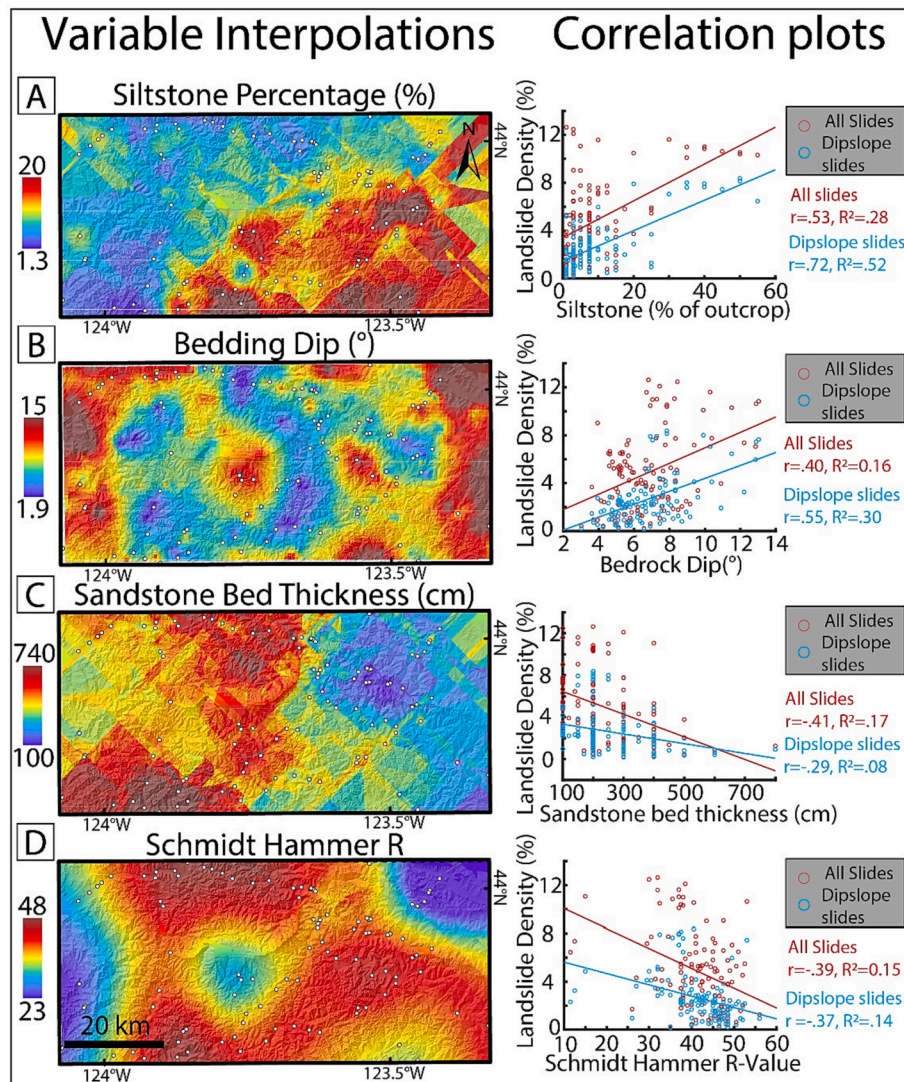 Variable Interpolations
Correlation plots
A
Siltstone Percentage (%)
20
1.3
N
44°N
124°W
123.5°W
Landslide Density (%)
12
8
4
0
0
20
40
60
Siltstone (% of outcrop)
All Slides
Dipslope
slides
All slides
r=.53, R²=.28
Dipslope slides
r=.72, R²=.52
B
Bedding Dip (°)
15
1.9
44°N
124°W
123.5°W
Landslide Density (%)
12
8
4
0
2
4
6
8
10
12
14
Bedrock Dip(°)
All Slides
Dipslope
slides
All Slides
r=.40, R²=0.16
Dipslope slides
r=.55, R²=.30
C
Sandstone Bed Thickness (cm)
740
100
44°N
124°W
123.5°W
Landslide Density (%)
12
8
4
0
100
300
500
700
Sandstone bed thickness (cm)
All Slides
Dipslope
slides
All Slides
r=-.41, R²=.17
Dipslope slides
r=-.29, R²=.08
D
Schmidt Hammer R
48
23
20 km
44°N
124°W
123.5°W
Landslide Density (%)
12
8
4
0
10
20
30
40
50
60
Schmidt Hammer R-Value
All Slides
Dipslope
slides
All Slides
r=-.39, R²=0.15
Dipslope slides
r =-.37, R²=.14